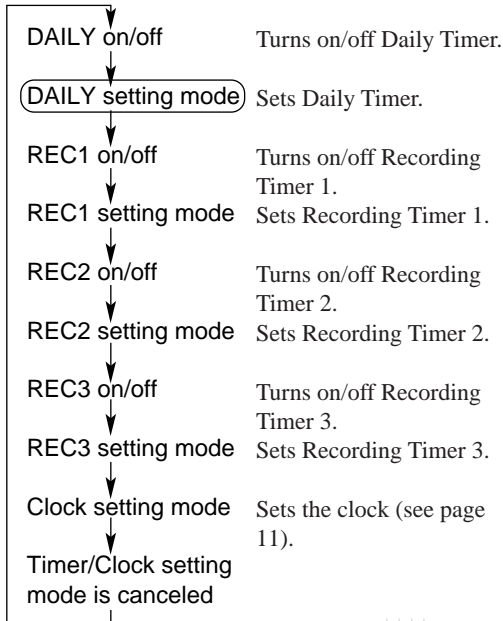 DAILY on/off Turns on/off Daily Timer.
DAILY setting mode Sets Daily Timer.
REC1 on/off Turns on/off Recording
Timer 1.
REC1 setting mode Sets Recording Timer 1.
REC2 on/off Turns on/off Recording
Timer 2.
REC2 setting mode Sets Recording Timer 2.
REC3 on/off Turns on/off Recording
Timer 3.
REC3 setting mode Sets Recording Timer 3.
Clock setting mode Sets the clock (see page
11).
Timer/Clock setting
mode is canceled